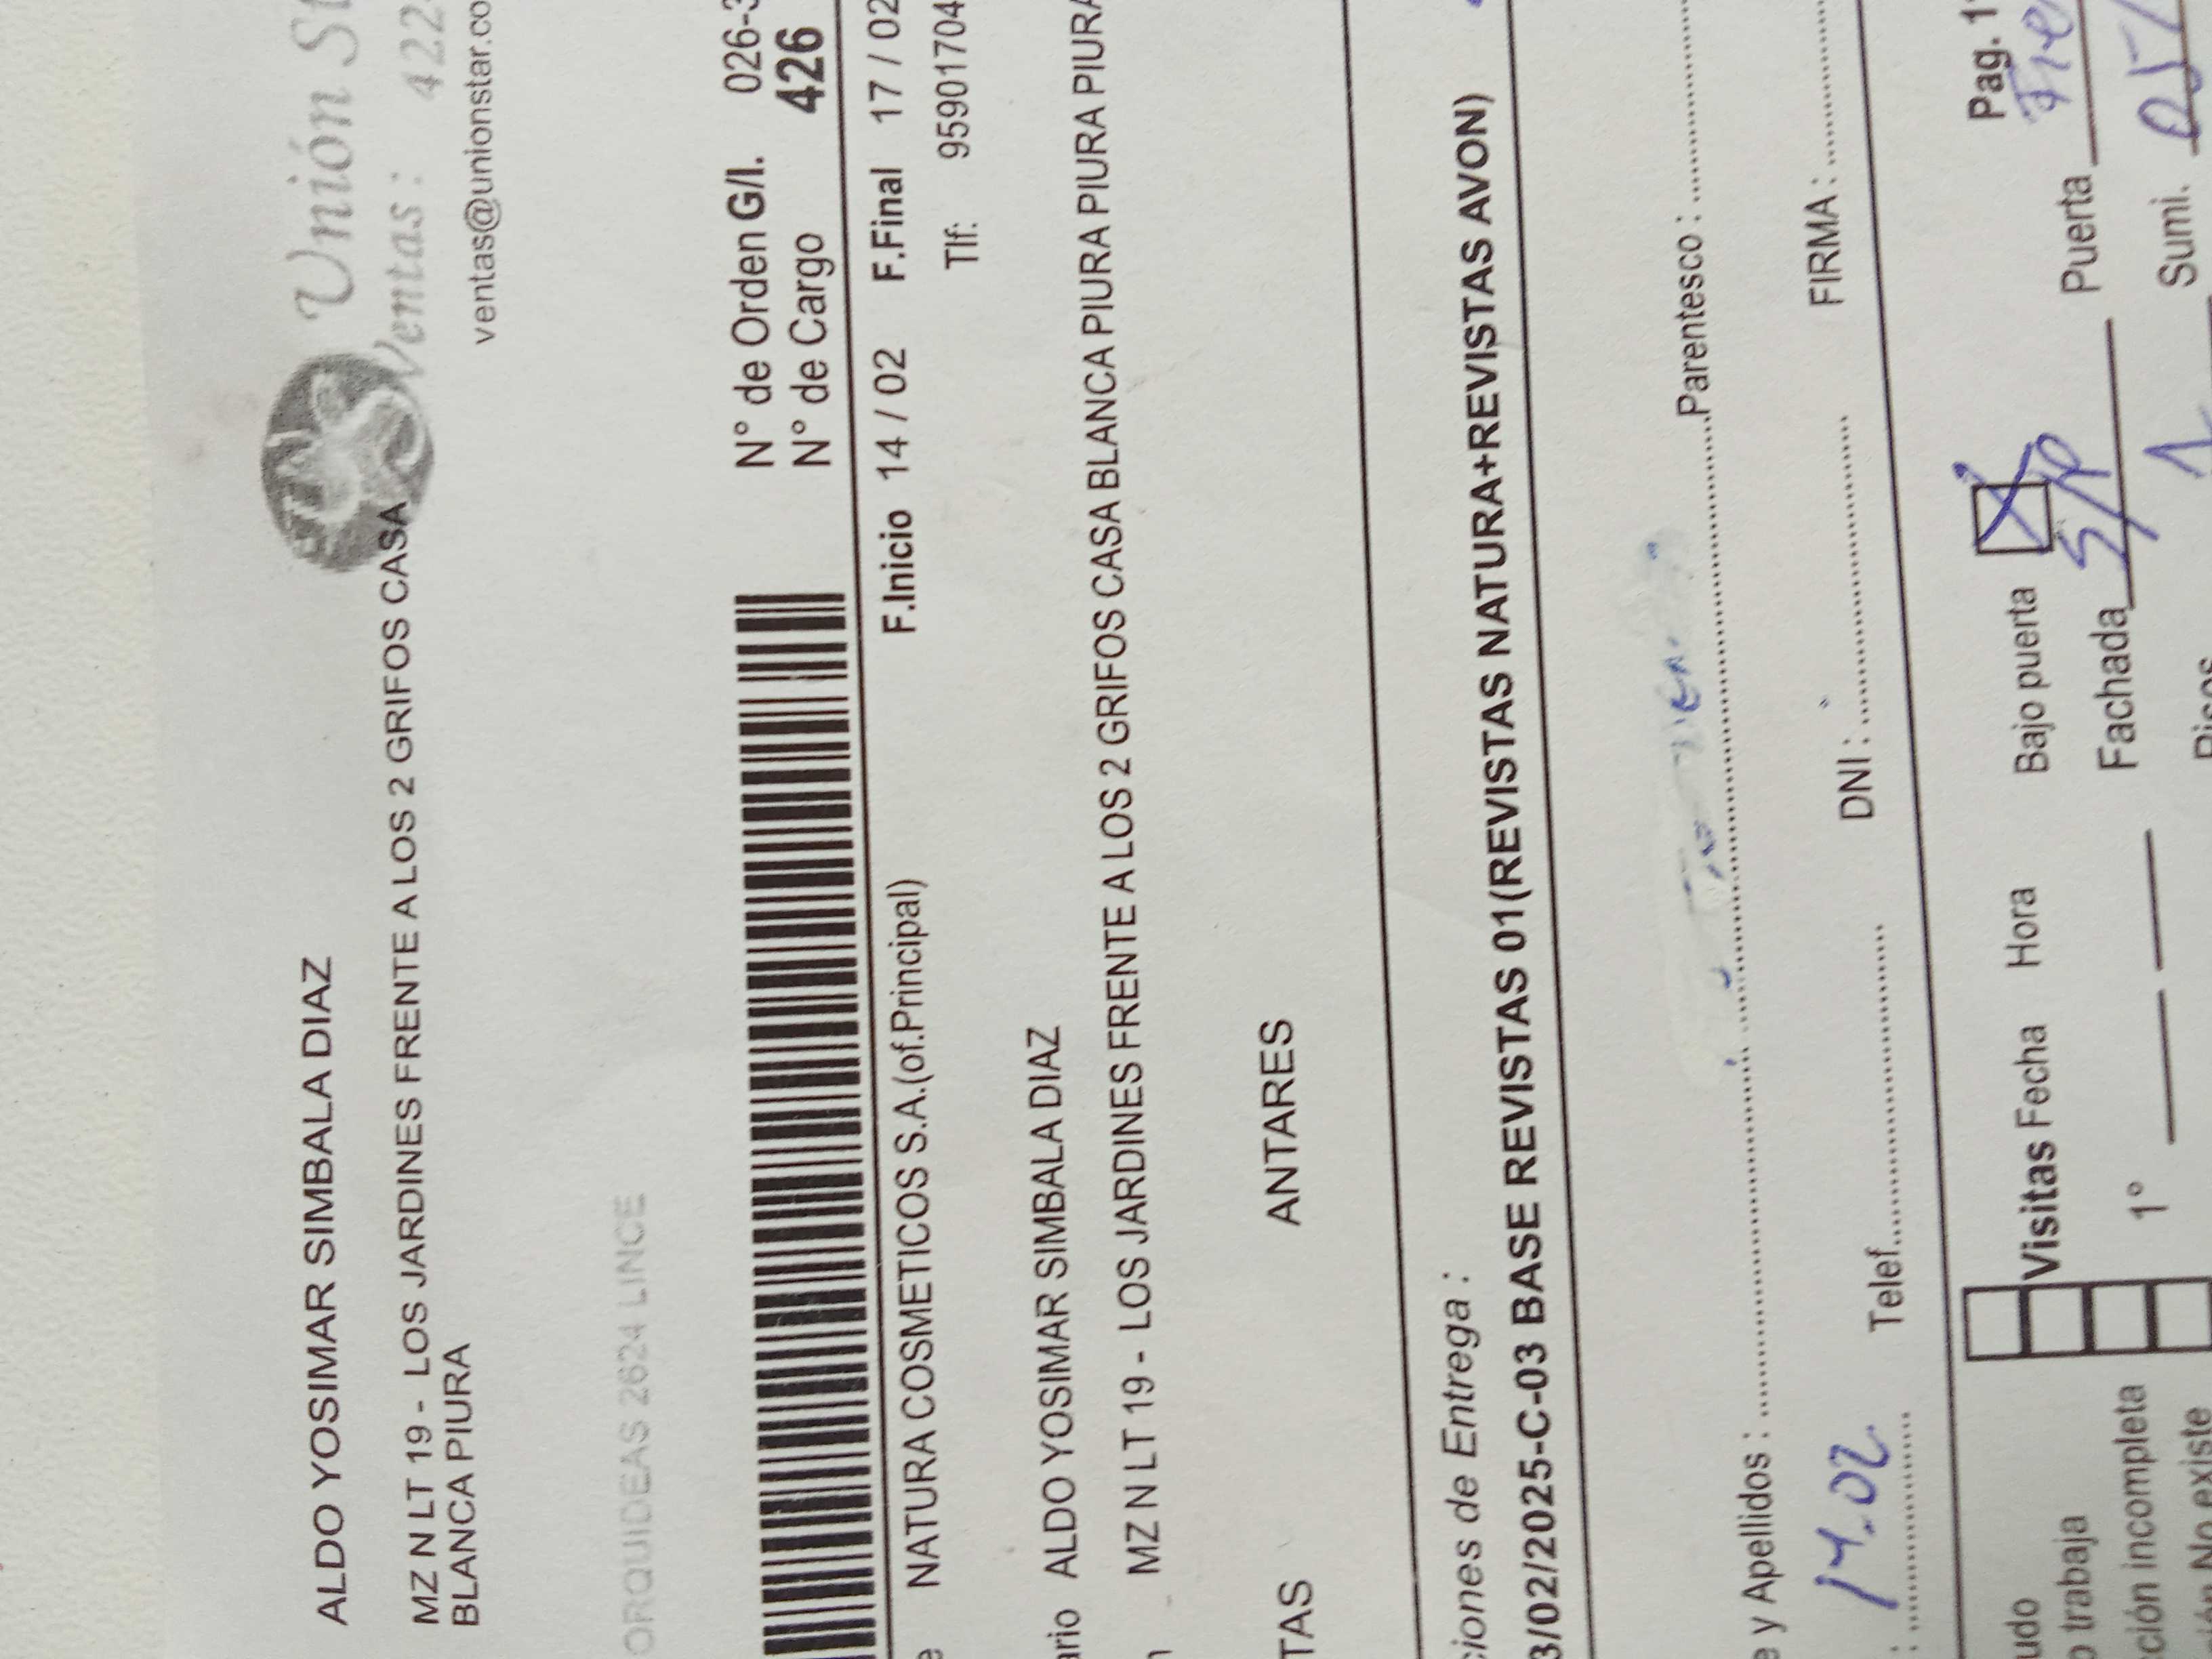 ALDO YOSIMAR SIMBALA DIAZ
MZ N LT 19 - LOS JARDINES FRENTE A LOS 2 GRIFOS CASA
BLANCA PIURA
Unión St
Ventas: 422
ventas@unionstar.co
ORQUIDEAS 2624 LINCE
N° de Orden G/I. 026-3
N° de Cargo 426
NATURA COSMETICOS S.A.(of.Principal) F.Inicio 14 / 02 F.Final 17 / 02
Tlf: 95901704
ario ALDO YOSIMAR SIMBALA DIAZ
MZ N LT 19 - LOS JARDINES FRENTE A LOS 2 GRIFOS CASA BLANCA PIURA PIURA PIURA
TAS ANTARES
ciones de Entrega :
3/02/2025-C-03 BASE REVISTAS 01(REVISTAS NATURA+REVISTAS AVON)
e y Apellidos : Parentesco :
: 14.02 Telef. DNI : FIRMA :
Pag. 1
udo Visitas Fecha Hora Bajo puerta
o trabaja Fachada S/P Puerta Fie
ción incompleta 1° Sumi.
No existe